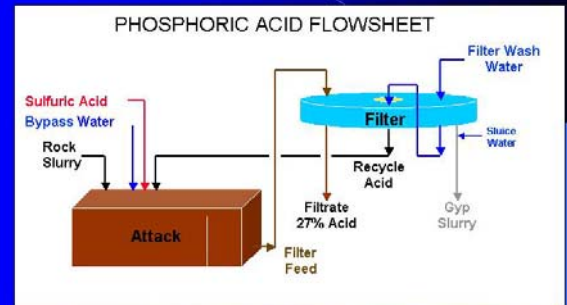 PHOSPHORIC ACID FLOWSHEET
Filter Wash
Water
Sulfuric Acid
Bypass Water
Rock
Slurry
Filter
Sluice
Water
Recycle
Acid
Filtrate
27% Acid
Gyp
Slurry
Attack
Filter
Feed